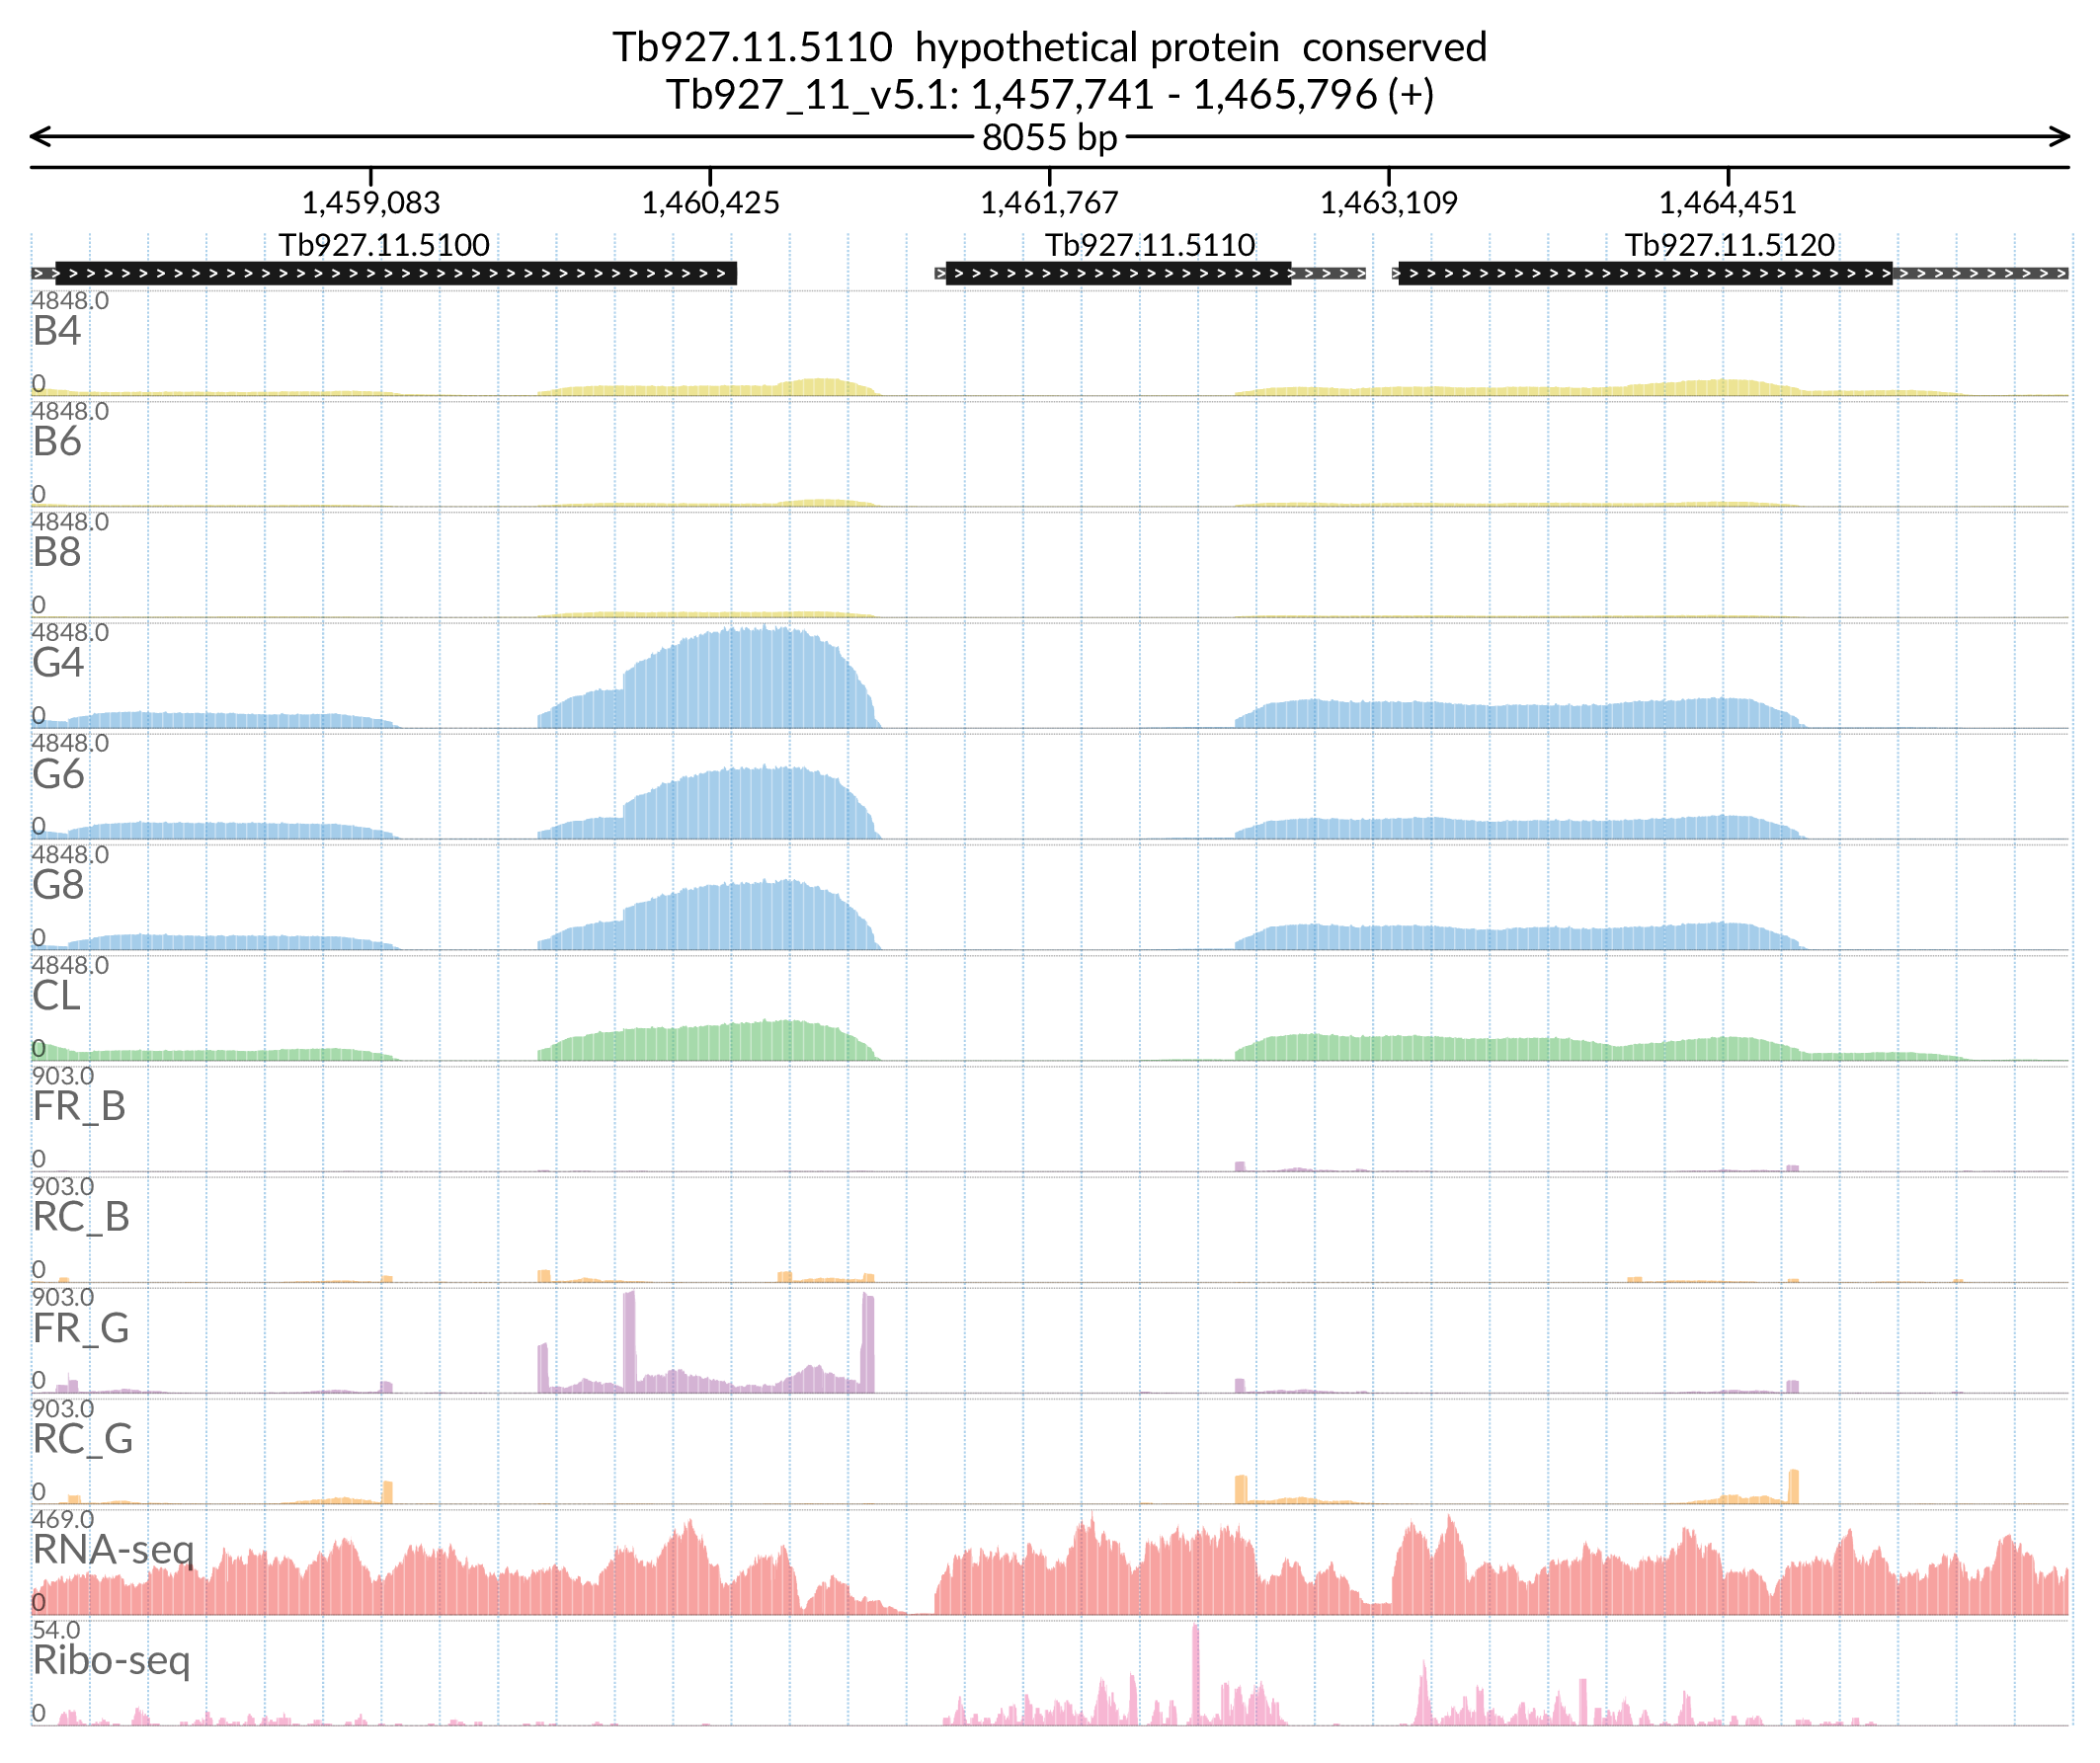 Tb927.11.5110  hypothetical protein  conserved
Tb927_11_v5.1: 1,457,741 - 1,465,796 (+)
8055 bp
1,459,083 1,460,425 1,461,767 1,463,109 1,464,451
Tb927.11.5100 Tb927.11.5110 Tb927.11.5120
4848.0
B4
0
4848.0
B6
0
4848.0
B8
0
4848.0
G4
0
4848.0
G6
0
4848.0
G8
0
4848.0
CL
0
903.0
FR_B
0
903.0
RC_B
0
903.0
FR_G
0
903.0
RC_G
0
469.0
RNA-seq
0
54.0
Ribo-seq
0